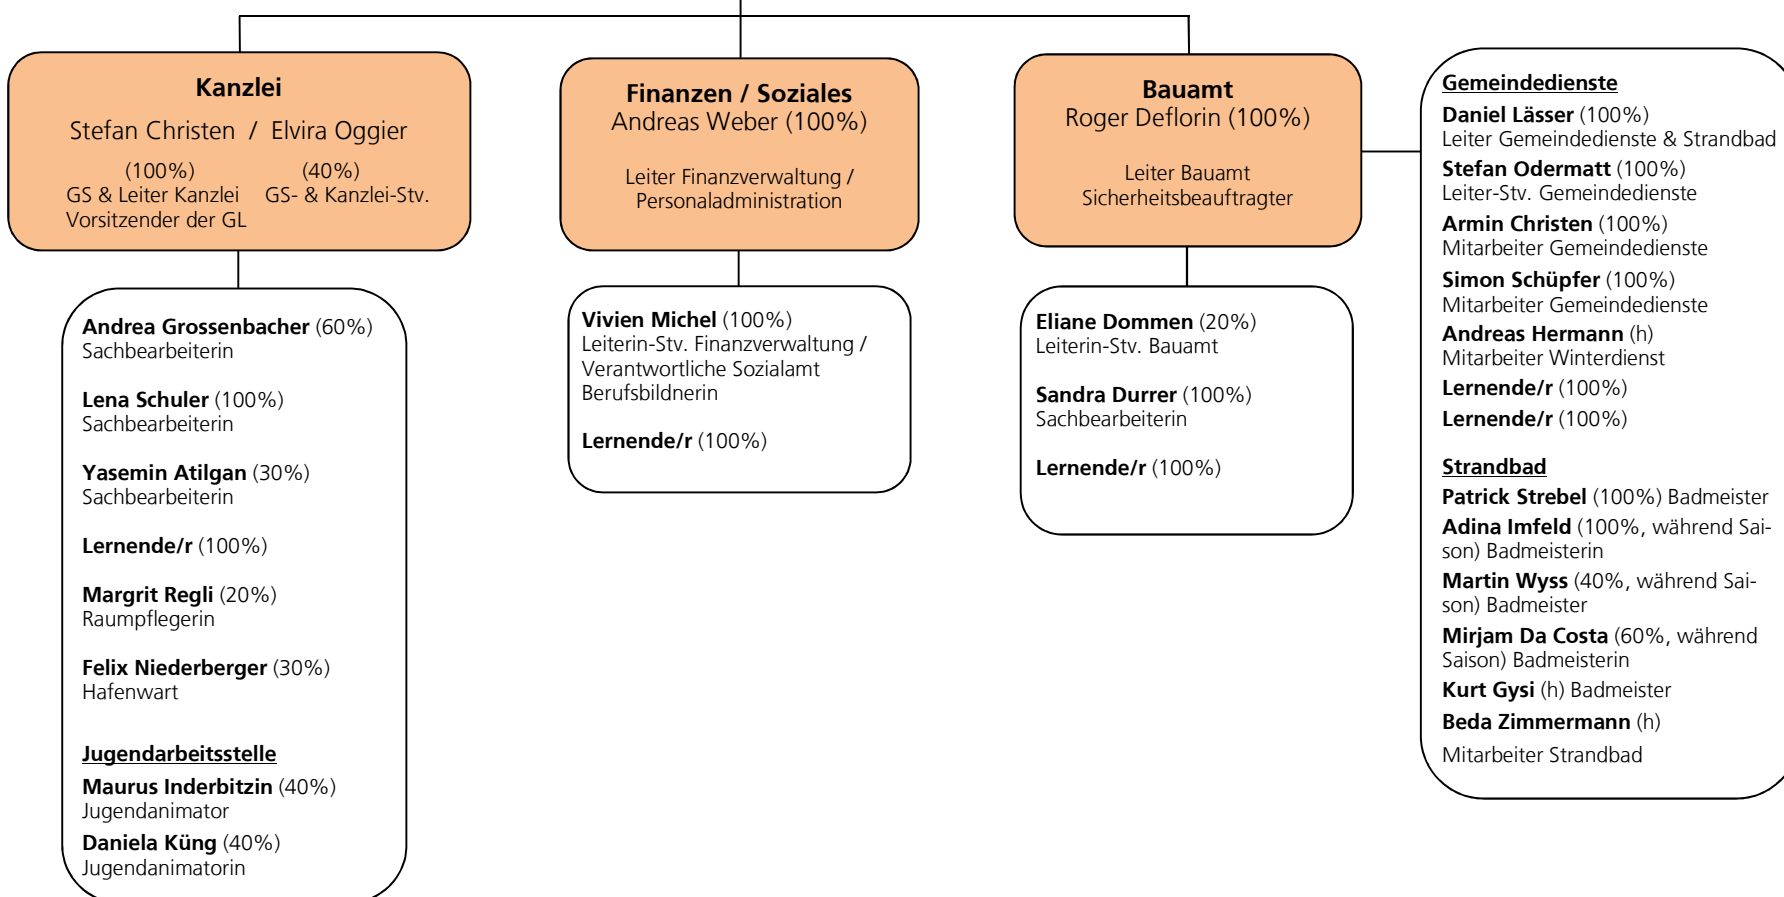 Kanzlei
Stefan Christen / Elvira Oggier
(100%) (40%)
GS & Leiter Kanzlei GS- & Kanzlei-Stv.
Vorsitzender der GL
Andrea Grossenbacher (60%)
Sachbearbeiterin
Lena Schuler (100%)
Sachbearbeiterin
Yasemin Atilgan (30%)
Sachbearbeiterin
Lernende/r (100%)
Margrit Regli (20%)
Raumpflegerin
Felix Niederberger (30%)
Hafenwart
Jugendarbeitsstelle
Maurus Inderbitzin (40%)
Jugendanimator
Daniela Küng (40%)
Jugendanimatorin
Finanzen / Soziales
Andreas Weber (100%)
Leiter Finanzverwaltung /
Personaladministration
Vivien Michel (100%)
Leiterin-Stv. Finanzverwaltung /
Verantwortliche Sozialamt
Berufsbildnerin
Lernende/r (100%)
Bauamt
Roger Deflorin (100%)
Leiter Bauamt
Sicherheitsbeauftragter
Eliane Dommen (20%)
Leiterin-Stv. Bauamt
Sandra Durrer (100%)
Sachbearbeiterin
Lernende/r (100%)
Gemeindedienste
Daniel Lässer (100%)
Leiter Gemeindedienste & Strandbad
Stefan Odermatt (100%)
Leiter-Stv. Gemeindedienste
Armin Christen (100%)
Mitarbeiter Gemeindedienste
Simon Schüpfer (100%)
Mitarbeiter Gemeindedienste
Andreas Hermann (h)
Mitarbeiter Winterdienst
Lernende/r (100%)
Lernende/r (100%)
Strandbad
Patrick Strebel (100%) Badmeister
Adina Imfeld (100%, während Sai-
son) Badmeisterin
Martin Wyss (40%, während Sai-
son) Badmeister
Mirjam Da Costa (60%, während
Saison) Badmeisterin
Kurt Gysi (h) Badmeister
Beda Zimmermann (h)
Mitarbeiter Strandbad